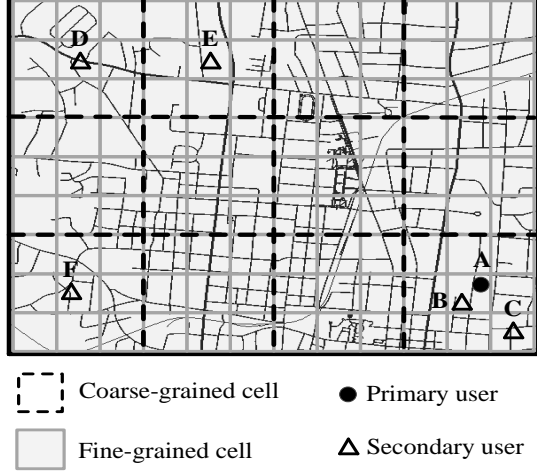 D E
F A
B
C
Coarse-grained cell
Primary user
Fine-grained cell
Secondary user